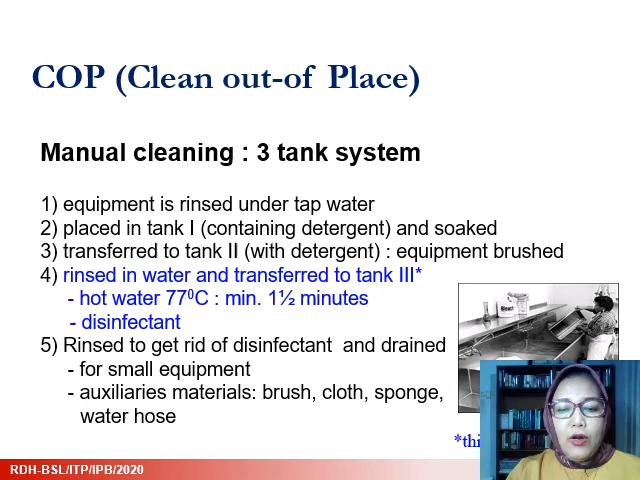 COP (Clean out-of Place)
Manual cleaning : 3 tank system
1) equipment is rinsed under tap water
2) placed in tank I (containing detergent) and soaked
3) transferred to tank II (with detergent) : equipment brushed
4) rinsed in water and transferred to tank III*
- hot water 77⁰C : min. 1½ minutes
- disinfectant
5) Rinsed to get rid of disinfectant and drained
- for small equipment
- auxiliaries materials: brush, cloth, sponge,
water hose
Bleach
RDH-BSL/ITP/IPB/2020